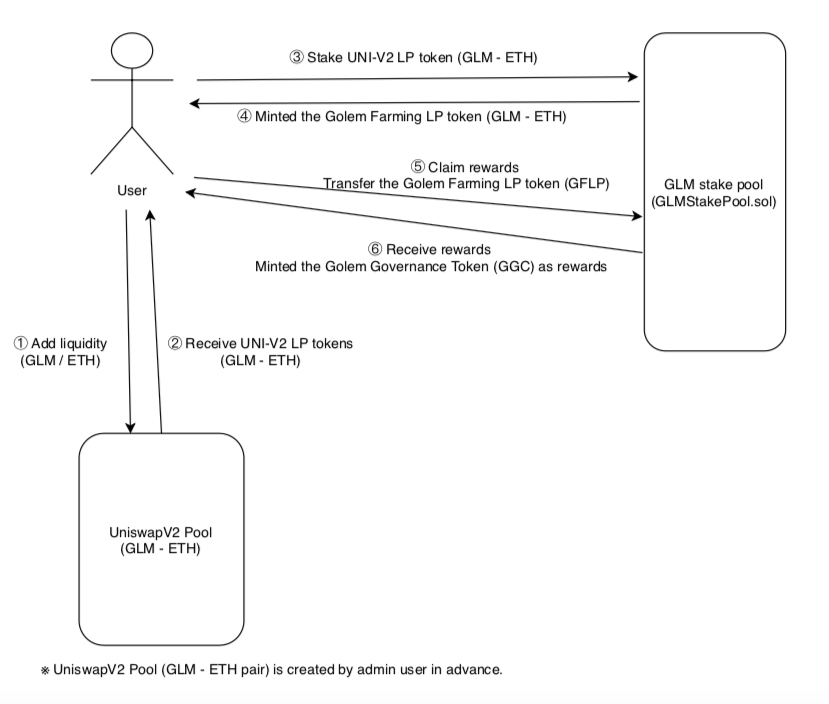 ③ Stake UNI-V2 LP token (GLM - ETH)
④ Minted the Golem Farming LP token (GLM - ETH)
⑤ Claim rewards
Transfer the Golem Farming LP token (GFLP)
User
GLM stake pool
(GLMStakePool.sol)
⑥ Receive rewards
Minted the Golem Governance Token (GGC) as rewards
① Add liquidity
(GLM / ETH)
② Receive UNI-V2 LP tokens
(GLM - ETH)
UniswapV2 Pool
(GLM - ETH)
※ UniswapV2 Pool (GLM - ETH pair) is created by admin user in advance.